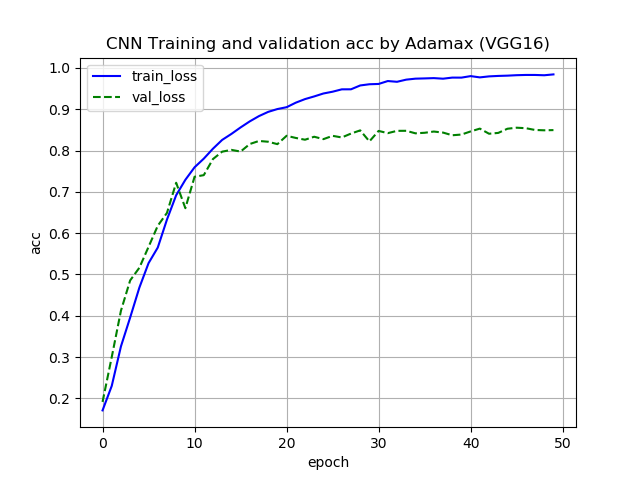 CNN Training and validation acc by Adamax (VGG16)
train_loss
val_loss
1.0
0.9
0.8
0.7
0.6
0.5
0.4
0.3
0.2
acc
0 10 20 30 40 50
epoch